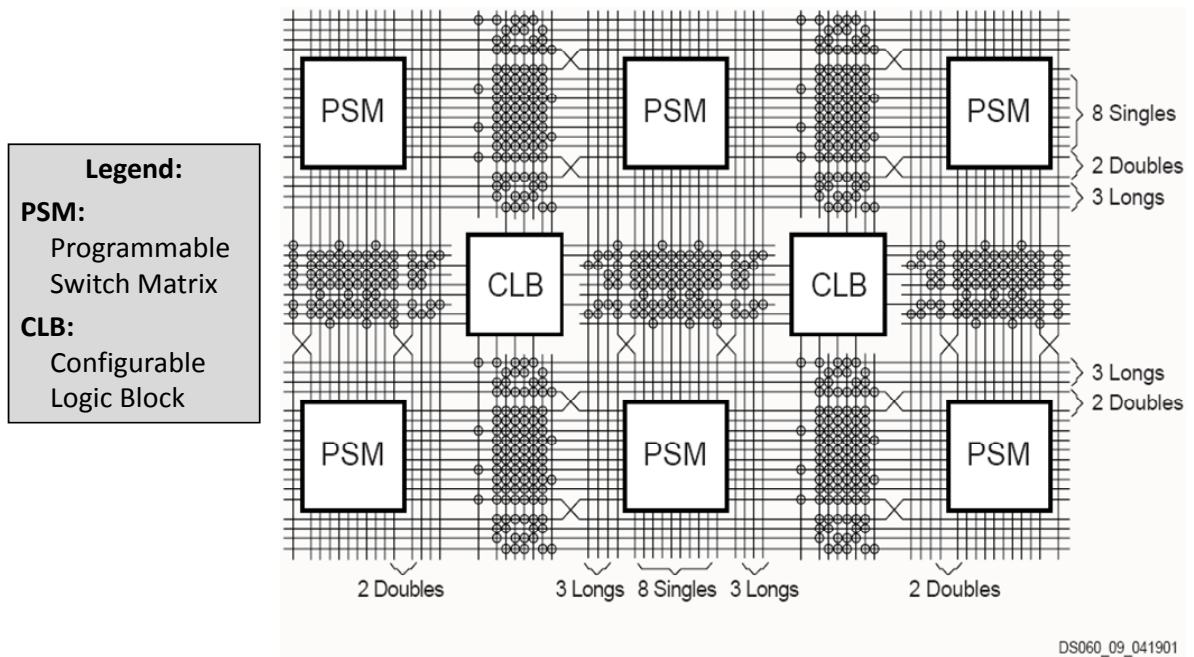 Legend:
PSM:
Programmable
Switch Matrix
CLB:
Configurable
Logic Block
PSM
PSM
PSM
8 Singles
2 Doubles
3 Longs
CLB
CLB
3 Longs
2 Doubles
PSM
PSM
PSM
2 Doubles
3 Longs
8 Singles
3 Longs
2 Doubles
DS060_09_041901